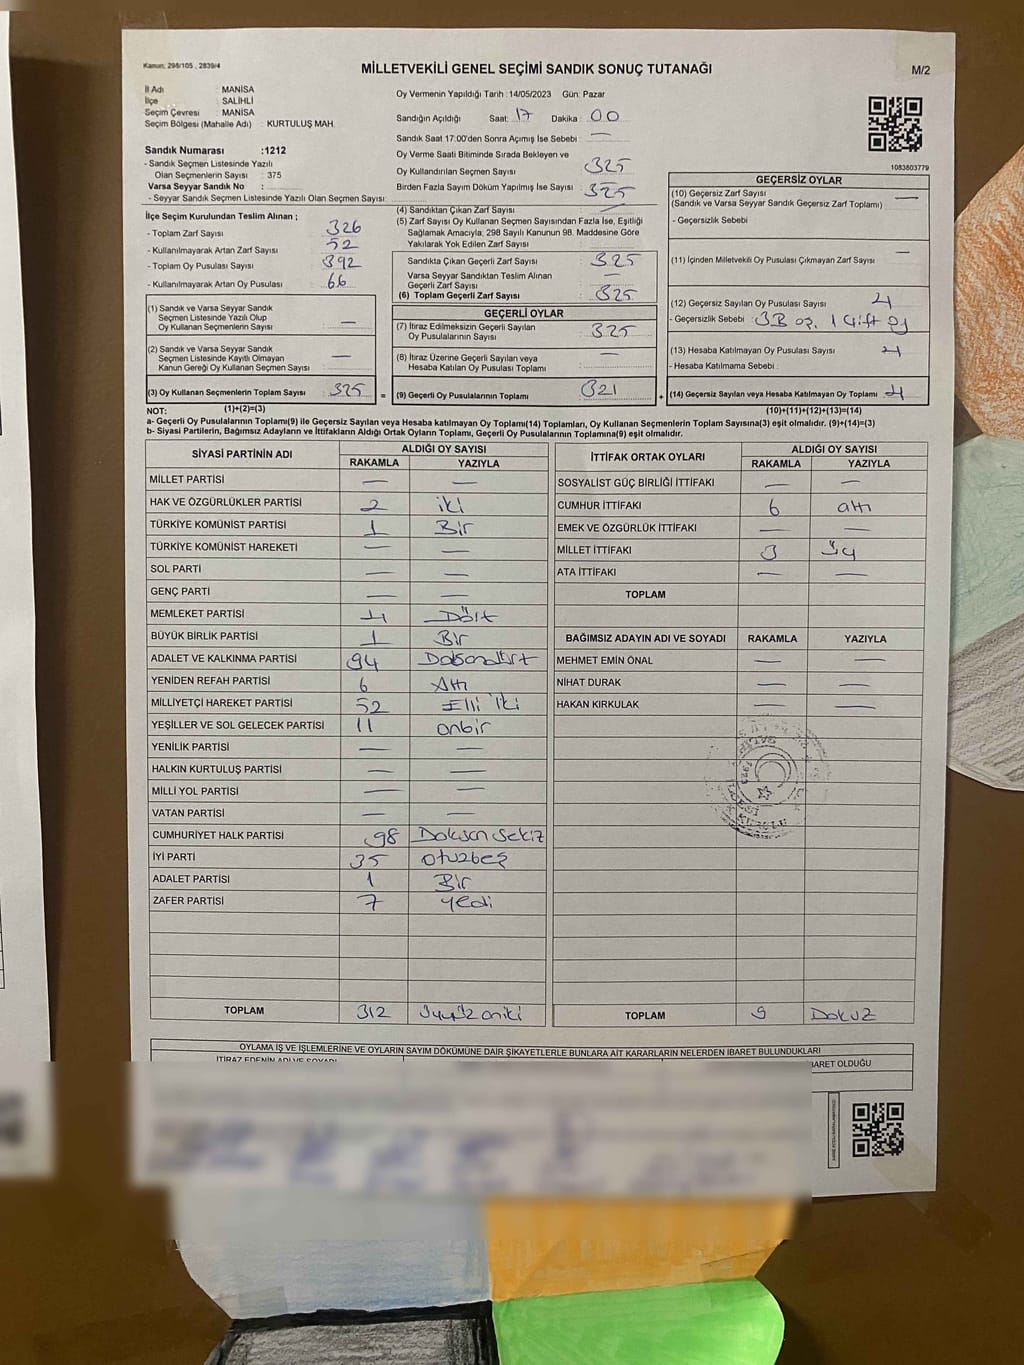 Kanun: 298/105 , 2839/4
MİLLETVEKİLİ GENEL SEÇİMİ SANDIK SONUÇ TUTANAĞI
M/2
İl Adı : MANİSA
İlçe : SALİHLİ
Seçim Çevresi : MANİSA
Seçim Bölgesi (Mahalle Adı) : KURTULUŞ MAH.
Sandık Numarası :1212
- Sandık Seçmen Listesinde Yazılı
Olan Seçmenlerin Sayısı : 375
Varsa Seyyar Sandık No :
- Seyyar Sandık Seçmen Listesinde Yazılı Olan Seçmen Sayısı:
Oy Vermenin Yapıldığı Tarih :14/05/2023 Gün: Pazar
Sandığın Açıldığı Saat: 17 Dakika : 00
Sandık Saat 17:00'den Sonra Açımış İse Sebebi : —
Oy Verme Saati Bitiminde Sırada Bekleyen ve
Oy Kullandırılan Seçmen Sayısı : 325
Birden Fazla Sayım Döküm Yapılmış İse Sayısı : 325
1083803779
İlçe Seçim Kurulundan Teslim Alınan ;
- Toplam Zarf Sayısı : 326
- Kullanılmayarak Artan Zarf Sayısı : 52
- Toplam Oy Pusulası Sayısı : 392
- Kullanılmayarak Artan Oy Pusulası : 66
(4) Sandıktan Çıkan Zarf Sayısı : —
(5) Zarf Sayısı Oy Kullanan Seçmen Sayısından Fazla İse, Eşitliği
Sağlamak Amacıyla, 298 Sayılı Kanunun 98. Maddesine Göre
Yakılarak Yok Edilen Zarf Sayısı :
Sandıkta Çıkan Geçerli Zarf Sayısı : 325
Varsa Seyyar Sandıktan Teslim Alınan
Geçerli Zarf Sayısı : —
(6) Toplam Geçerli Zarf Sayısı : 325
GEÇERSİZ OYLAR
(10) Geçersiz Zarf Sayısı
(Sandık ve Varsa Seyyar Sandık Geçersiz Zarf Toplamı) : —
- Geçersizlik Sebebi :
(11) İçinden Milletvekili Oy Pusulası Çıkmayan Zarf Sayısı : —
(12) Geçersiz Sayılan Oy Pusulası Sayısı : 4
- Geçersizlik Sebebi : 3 Boş. 1 Çift oy
(13) Hesaba Katılmayan Oy Pusulası Sayısı : 4
- Hesaba Katılmama Sebebi :
(14) Geçersiz Sayılan veya Hesaba Katılmayan Oy Toplamı : 4
(1) Sandık ve Varsa Seyyar Sandık
Seçmen Listesinde Yazılı Olup
Oy Kullanan Seçmenlerin Sayısı : —
(2) Sandık ve Varsa Seyyar Sandık
Seçmen Listesinde Kayıtlı Olmayan
Kanun Gereği Oy Kullanan Seçmen Sayısı : —
(3) Oy Kullanan Seçmenlerin Toplam Sayısı : 325
GEÇERLİ OYLAR
(7) İtiraz Edilmeksizin Geçerli Sayılan
Oy Pusulalarının Sayısı : 325
(8) İtiraz Üzerine Geçerli Sayılan veya
Hesaba Katılan Oy Pusulası Toplamı : —
= (9) Geçerli Oy Pusulalarının Toplamı : 321 +
NOT: (1)+(2)=(3)
(10)+(11)+(12)+(13)=(14)
a- Geçerli Oy Pusulalarının Toplamı(9) ile Geçersiz Sayılan veya Hesaba katılmayan Oy Toplamı(14) Toplamları, Oy Kullanan Seçmenlerin Toplam Sayısına(3) eşit olmalıdır. (9)+(14)=(3)
b- Siyasi Partilerin, Bağımsız Adayların ve İttifakların Aldığı Ortak Oyların Toplamı, Geçerli Oy Pusulalarının Toplamına(9) eşit olmalıdır.
SİYASİ PARTİNİN ADI ALDIĞI OY SAYISI
RAKAMLA YAZIYLA
MİLLET PARTİSİ — —
HAK VE ÖZGÜRLÜKLER PARTİSİ 2 iki
TÜRKİYE KOMÜNİST PARTİSİ 1 Bir
TÜRKİYE KOMÜNİST HAREKETİ — —
SOL PARTİ — —
GENÇ PARTİ — —
MEMLEKET PARTİSİ 4 Dört
BÜYÜK BİRLİK PARTİSİ 1 Bir
ADALET VE KALKINMA PARTİSİ 94 Doksandört
YENİDEN REFAH PARTİSİ 6 Altı
MİLLİYETÇİ HAREKET PARTİSİ 52 Elli iki
YEŞİLLER VE SOL GELECEK PARTİSİ 11 onbir
YENİLİK PARTİSİ — —
HALKIN KURTULUŞ PARTİSİ — —
MİLLİ YOL PARTİSİ — —
VATAN PARTİSİ — —
CUMHURİYET HALK PARTİSİ 98 Doksan sekiz
İYİ PARTİ 35 otuzbeş
ADALET PARTİSİ 1 Bir
ZAFER PARTİSİ 7 yedi
TOPLAM 312 üçyüz oniki
İTTİFAK ORTAK OYLARI ALDIĞI OY SAYISI
RAKAMLA YAZIYLA
SOSYALİST GÜÇ BİRLİĞİ İTTİFAKI — —
CUMHUR İTTİFAKI 6 altı
EMEK VE ÖZGÜRLÜK İTTİFAKI — —
MİLLET İTTİFAKI 3 üç
ATA İTTİFAKI — —
TOPLAM
BAĞIMSIZ ADAYIN ADI VE SOYADI RAKAMLA YAZIYLA
MEHMET EMİN ÖNAL — —
NİHAT DURAK — —
HAKAN KIRKULAK — —
TOPLAM 9 Dokuz
OYLAMA İŞ VE İŞLEMLERİNE VE OYLARIN SAYIM DÖKÜMÜNE DAİR ŞİKAYETLERLE BUNLARA AİT KARARLARIN NELERDEN İBARET BULUNDUKLARI
İTİRAZ EDENİN ADI VE SOYADI
İBARET OLDUĞU